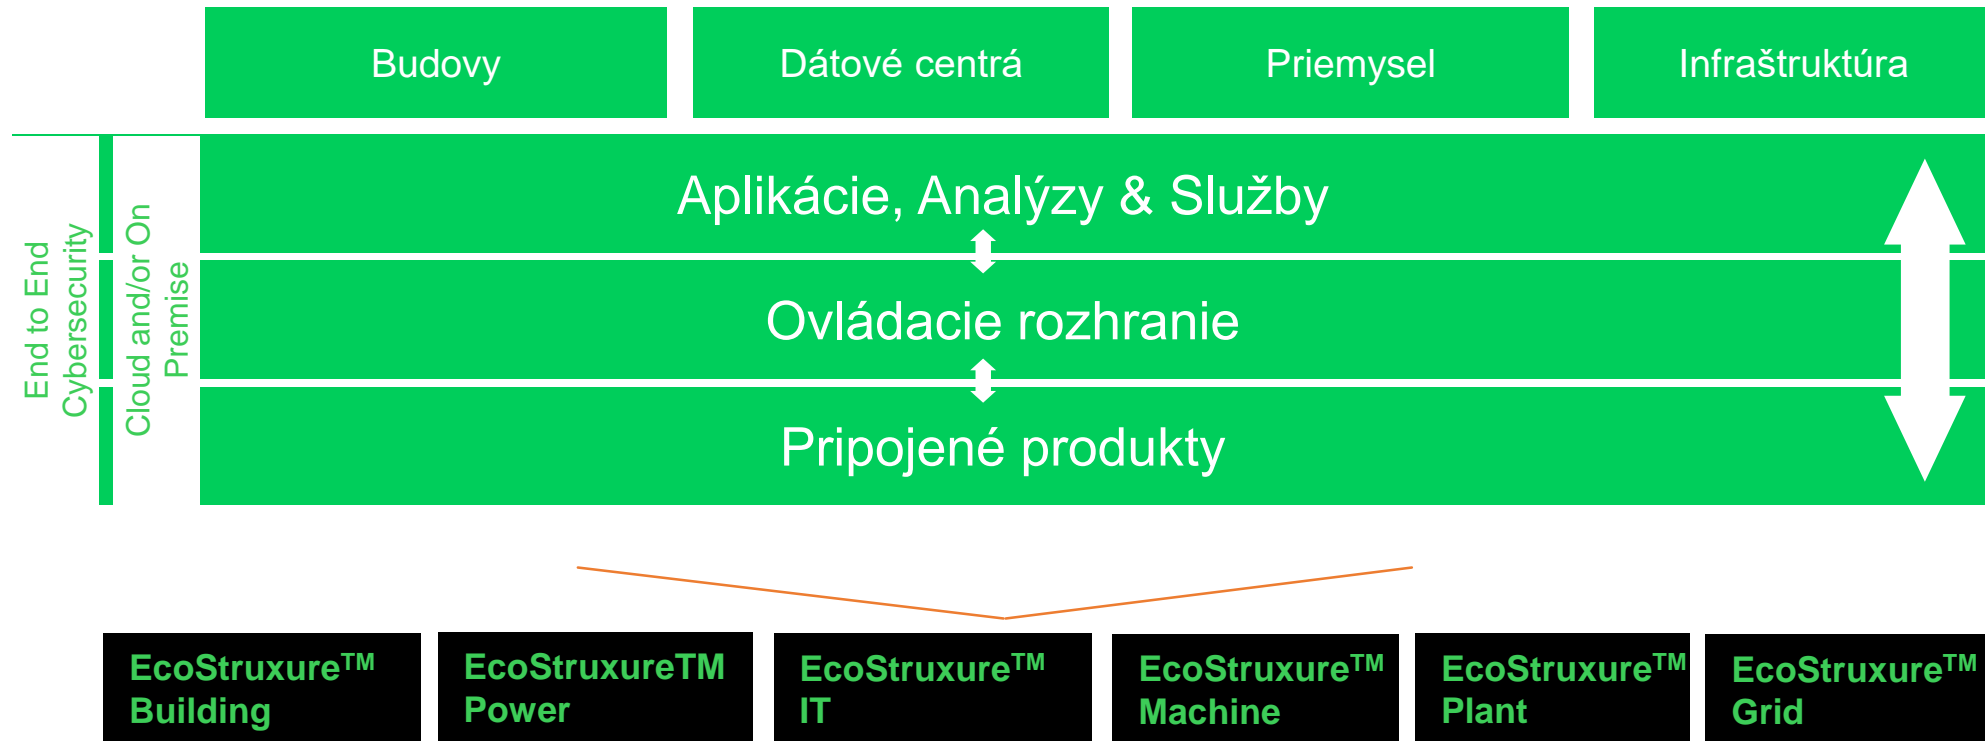 Budovy
Dátové centrá
Priemysel
Infraštruktúra
End to End
Cybersecurity
Cloud and/or On
Premise
Aplikácie, Analýzy & Služby
Ovládacie rozhranie
Pripojené produkty
EcoStruxure™
Building
EcoStruxureTM
Power
EcoStruxure™
IT
EcoStruxure™
Machine
EcoStruxure™
Plant
EcoStruxure™
Grid